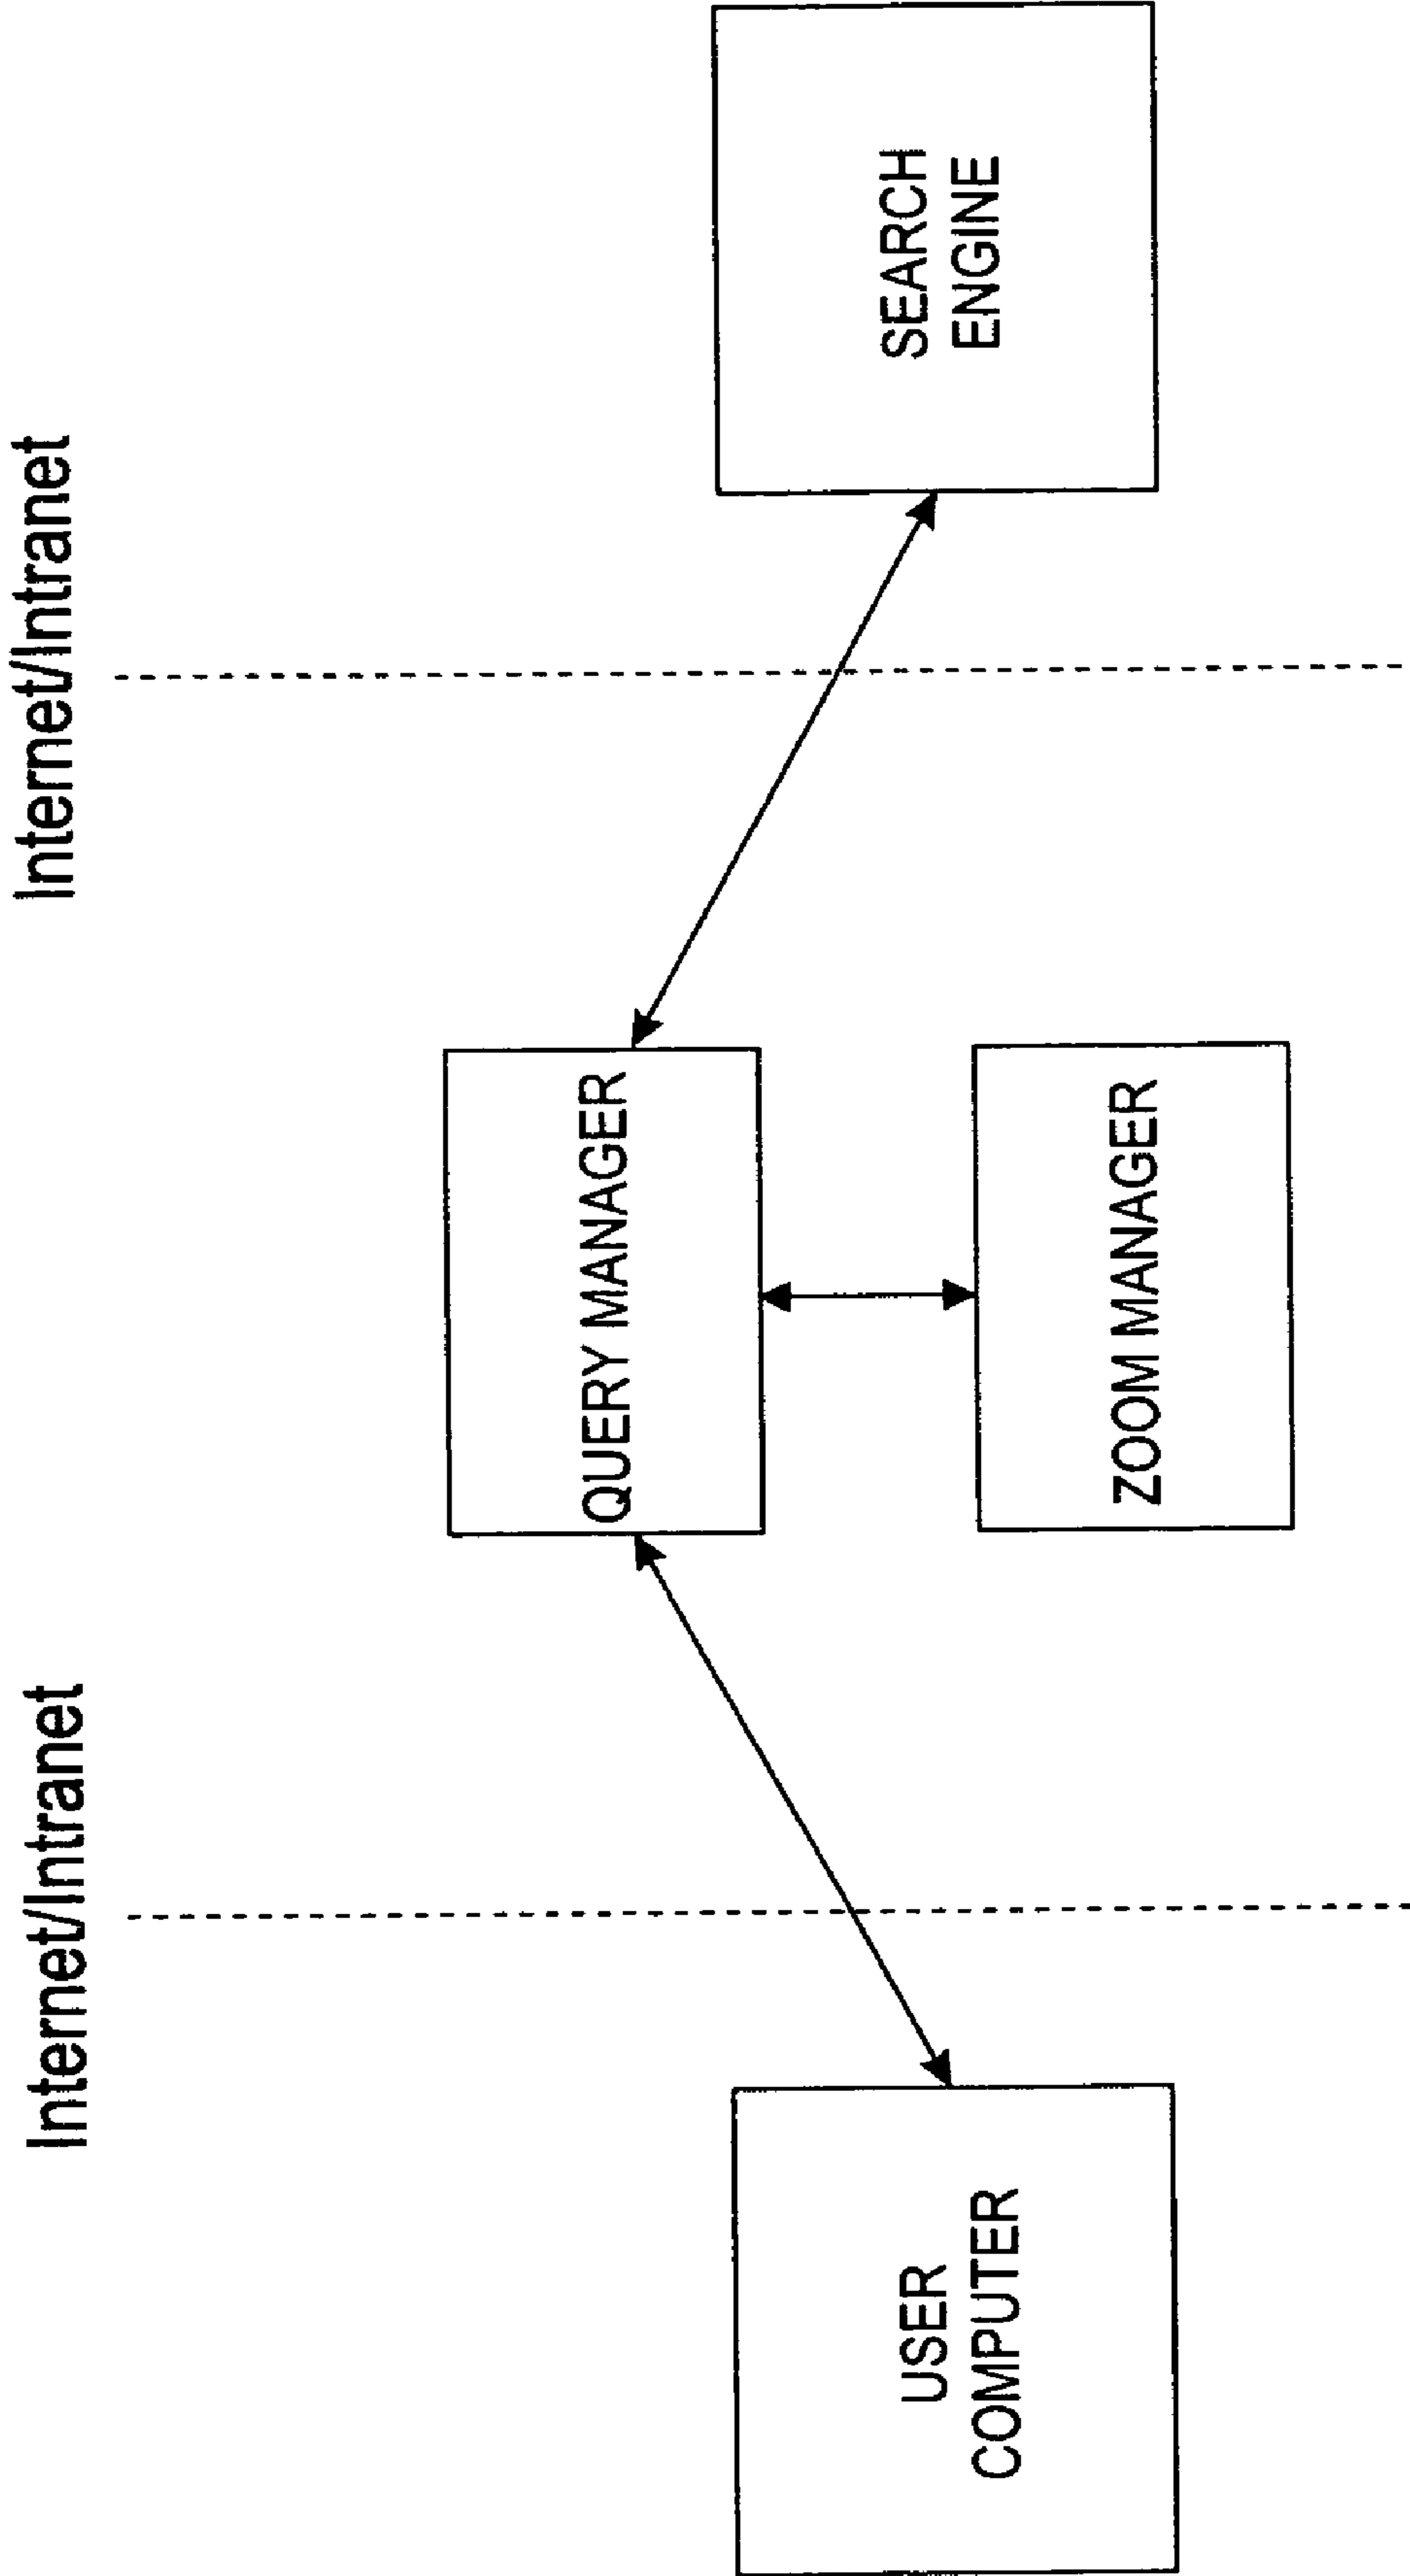 Internet/Intranet
Internet/Intranet
QUERY MANAGER
USER
COMPUTER
SEARCH
ENGINE
ZOOM MANAGER